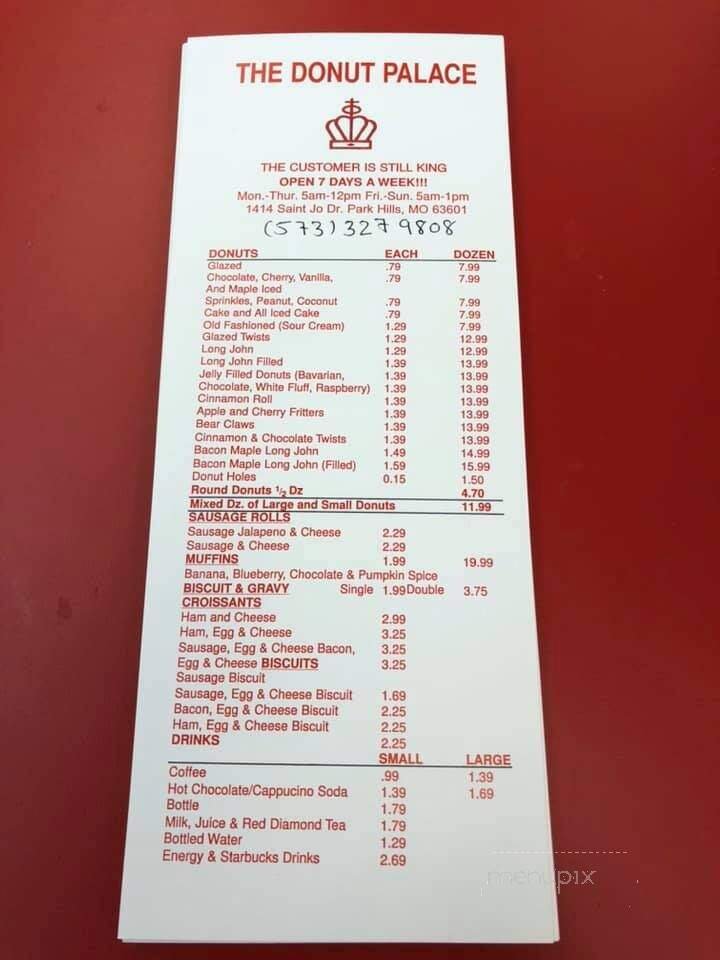 THE DONUT PALACE
THE CUSTOMER IS STILL KING
OPEN 7 DAYS A WEEK!!!
Mon.-Thur. 5am-12pm Fri.-Sun. 5am-1pm
1414 Saint Jo Dr. Park Hills, MO 63601
(573) 327 9808
DONUTS EACH DOZEN
Glazed .79 7.99
Chocolate, Cherry, Vanilla, .79 7.99
And Maple Iced
Sprinkles, Peanut, Coconut .79 7.99
Cake and All Iced Cake .79 7.99
Old Fashioned (Sour Cream) 1.29 7.99
Glazed Twists 1.29 12.99
Long John 1.29 12.99
Long John Filled 1.39 13.99
Jelly Filled Donuts (Bavarian, 1.39 13.99
Chocolate, White Fluff, Raspberry) 1.39 13.99
Cinnamon Roll 1.39 13.99
Apple and Cherry Fritters 1.39 13.99
Bear Claws 1.39 13.99
Cinnamon & Chocolate Twists 1.39 13.99
Bacon Maple Long John 1.49 14.99
Bacon Maple Long John (Filled) 1.59 15.99
Donut Holes 0.15 1.50
Round Donuts 1/2 Dz 4.70
Mixed Dz. of Large and Small Donuts 11.99
SAUSAGE ROLLS
Sausage Jalapeno & Cheese 2.29
Sausage & Cheese 2.29
MUFFINS 1.99 19.99
Banana, Blueberry, Chocolate & Pumpkin Spice
BISCUIT & GRAVY Single 1.99Double 3.75
CROISSANTS
Ham and Cheese 2.99
Ham, Egg & Cheese 3.25
Sausage, Egg & Cheese Bacon, 3.25
Egg & Cheese BISCUITS 3.25
Sausage Biscuit
Sausage, Egg & Cheese Biscuit 1.69
Bacon, Egg & Cheese Biscuit 2.25
Ham, Egg & Cheese Biscuit 2.25
DRINKS 2.25
SMALL LARGE
Coffee .99 1.39
Hot Chocolate/Cappucino Soda 1.39 1.69
Bottle 1.79
Milk, Juice & Red Diamond Tea 1.79
Bottled Water 1.29
Energy & Starbucks Drinks 2.69
menupix